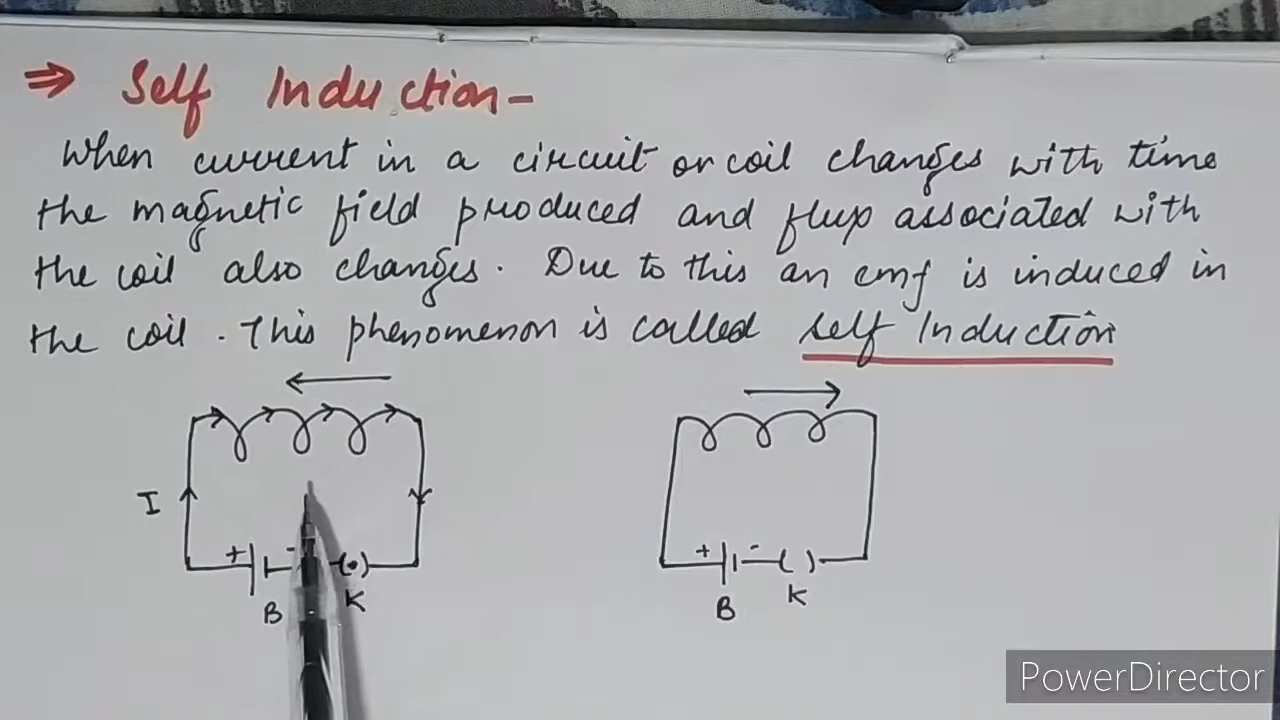 ⇒ Self Induction-
When current in a circuit or coil changes with time
the magnetic field produced and flux associated with
the coil also changes. Due to this an emf is induced in
the coil. This phenomenon is called self Induction
I
+ -
B K
+ -
B K
PowerDirector